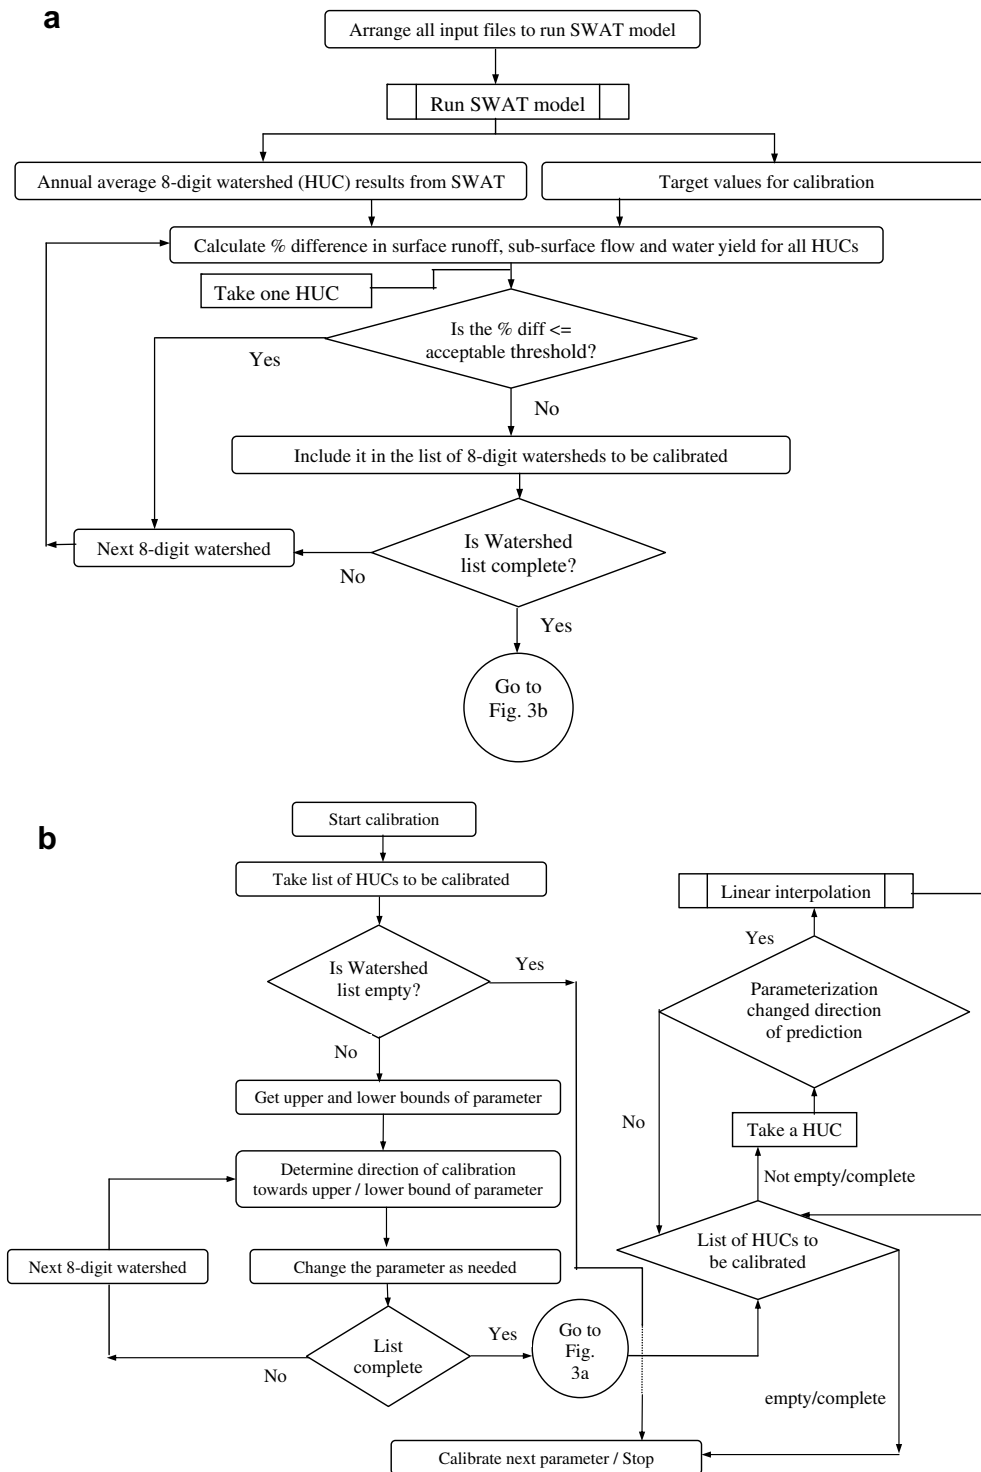 a
Arrange all input files to run SWAT model
Run SWAT model
Annual average 8-digit watershed (HUC) results from SWAT
Target values for calibration
Calculate % difference in surface runoff, sub-surface flow and water yield for all HUCs
Take one HUC
Is the % diff <=
acceptable threshold?
Yes
No
Include it in the list of 8-digit watersheds to be calibrated
Next 8-digit watershed
Is Watershed
list complete?
No
Yes
Go to
Fig. 3b
b
Start calibration
Take list of HUCs to be calibrated
Is Watershed
list empty?
Yes
No
Get upper and lower bounds of parameter
Determine direction of calibration
towards upper / lower bound of parameter
Next 8-digit watershed
Change the parameter as needed
List
complete
No
Yes
Go to
Fig.
3a
Linear interpolation
Yes
Parameterization
changed direction
of prediction
No
Take a HUC
Not empty/complete
List of HUCs to
be calibrated
empty/complete
Calibrate next parameter / Stop